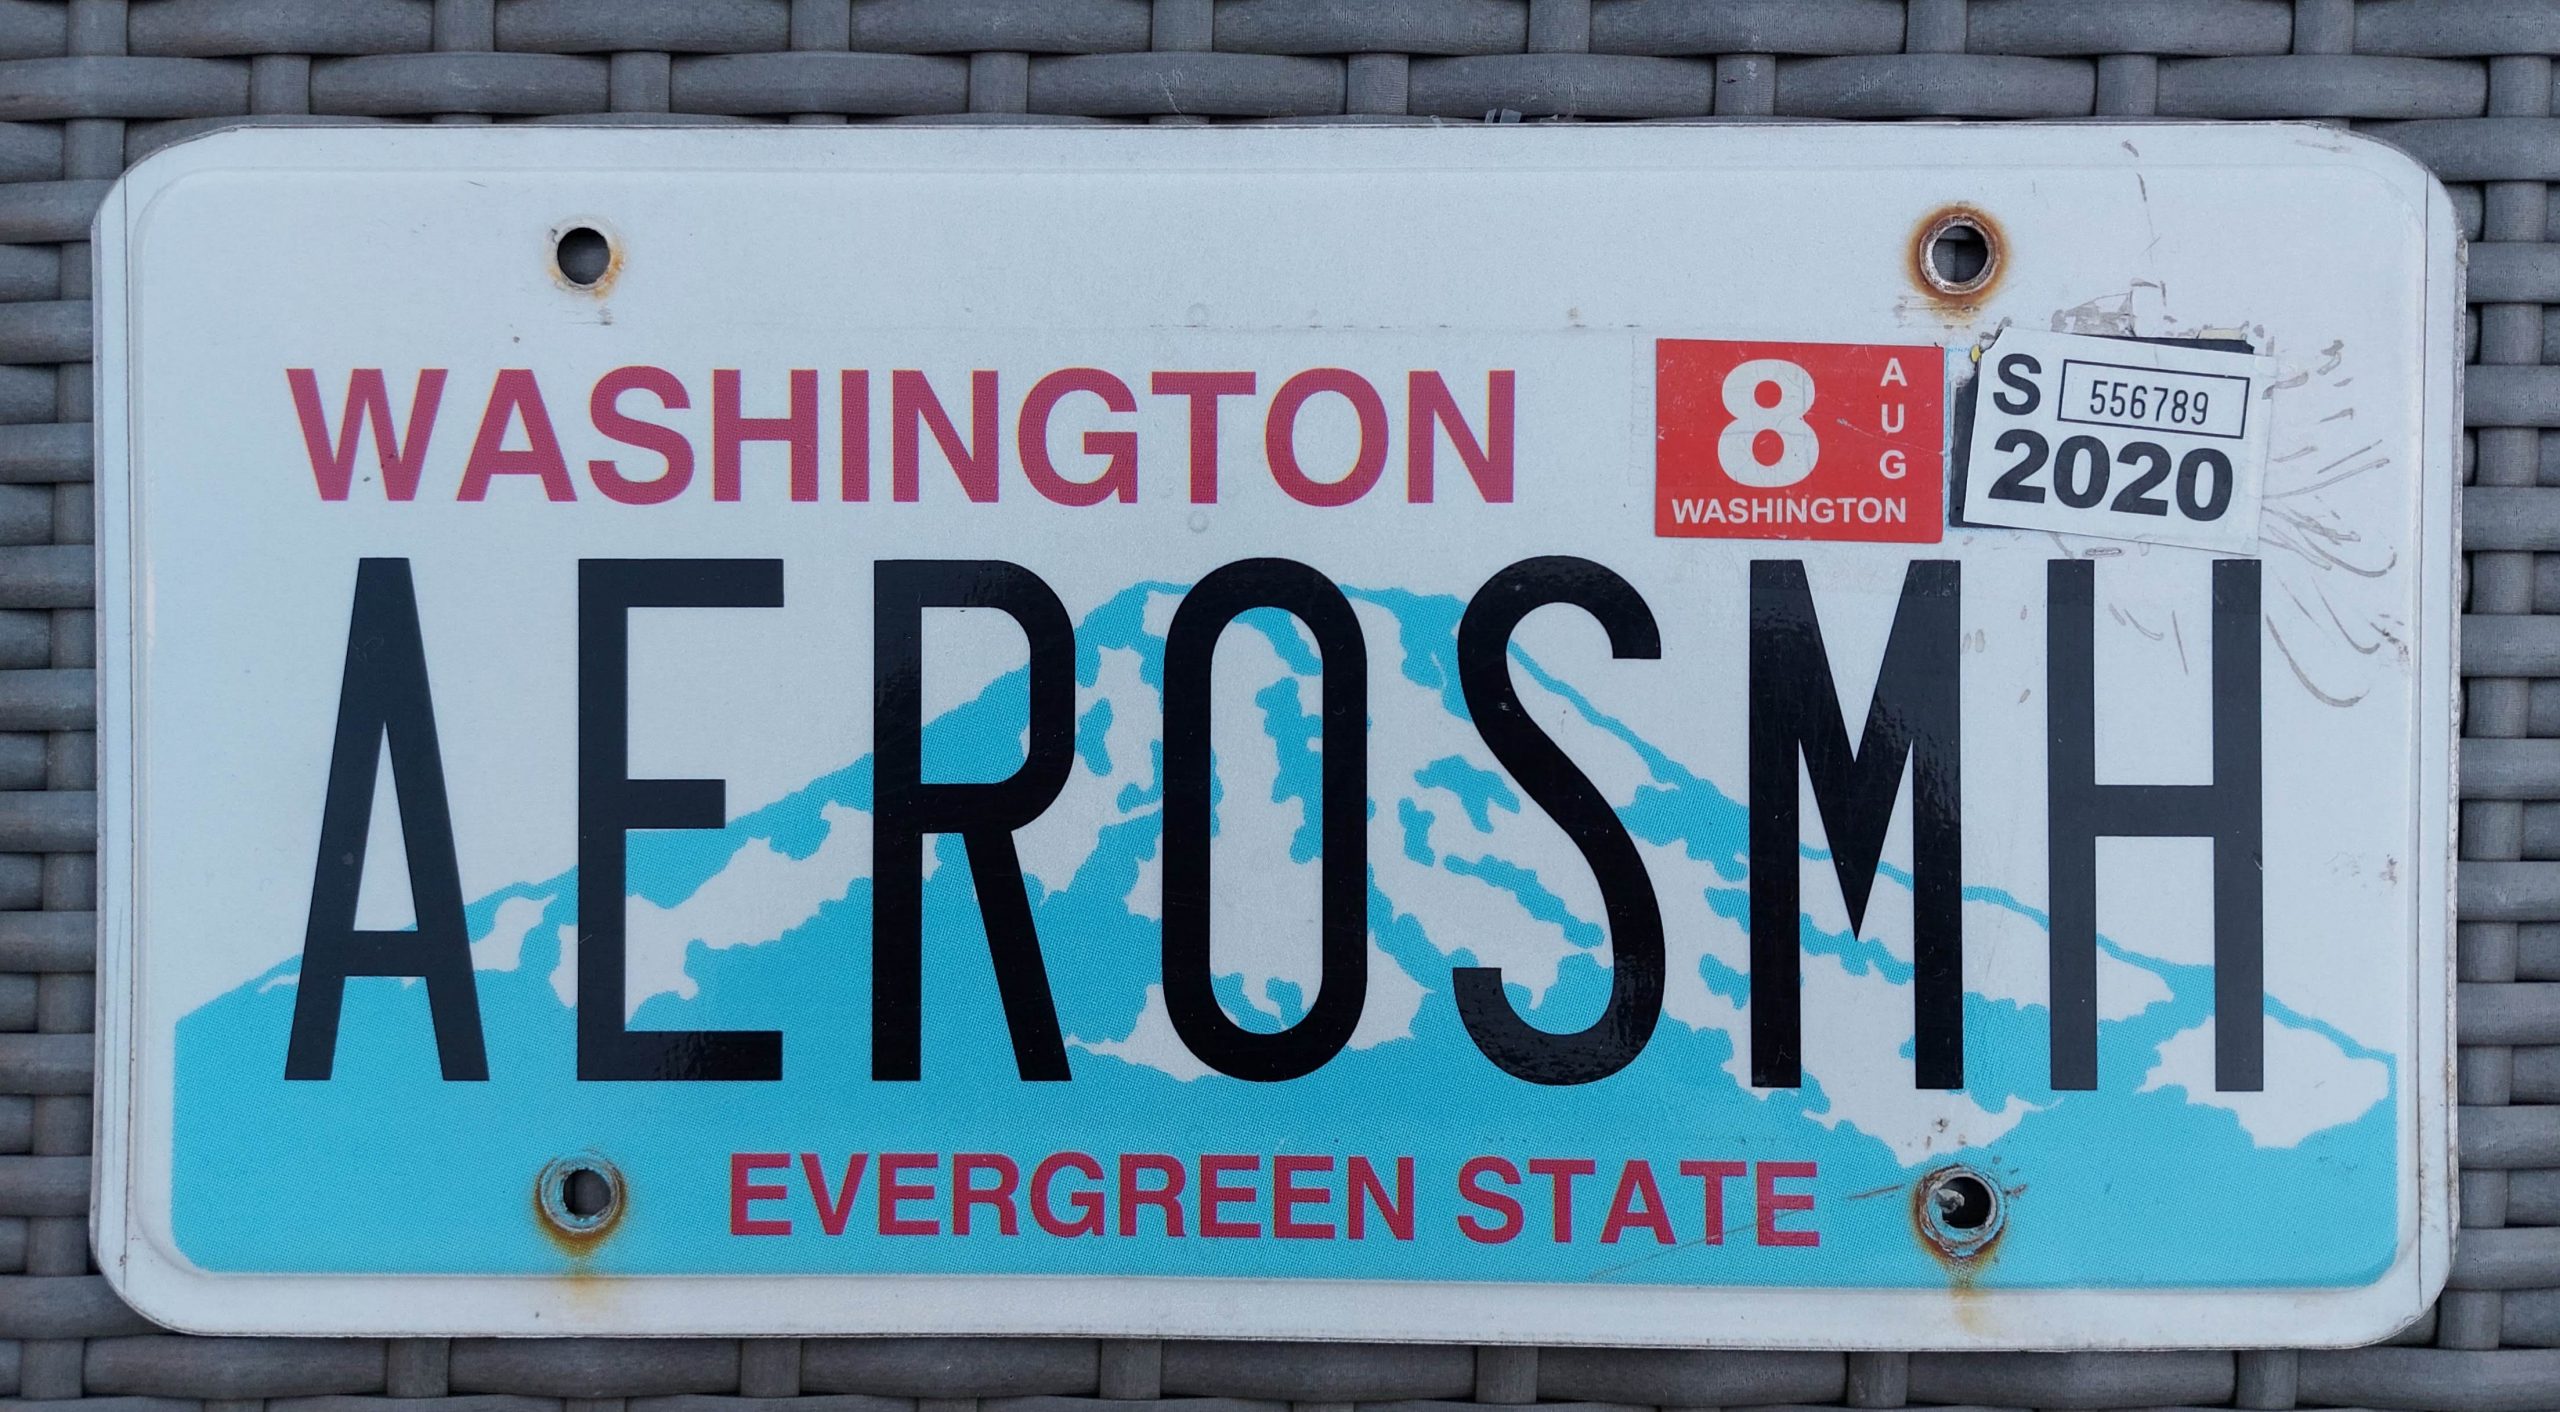 WASHINGTON
8 AUG
WASHINGTON
S 556789
2020
AEROSMH
EVERGREEN STATE